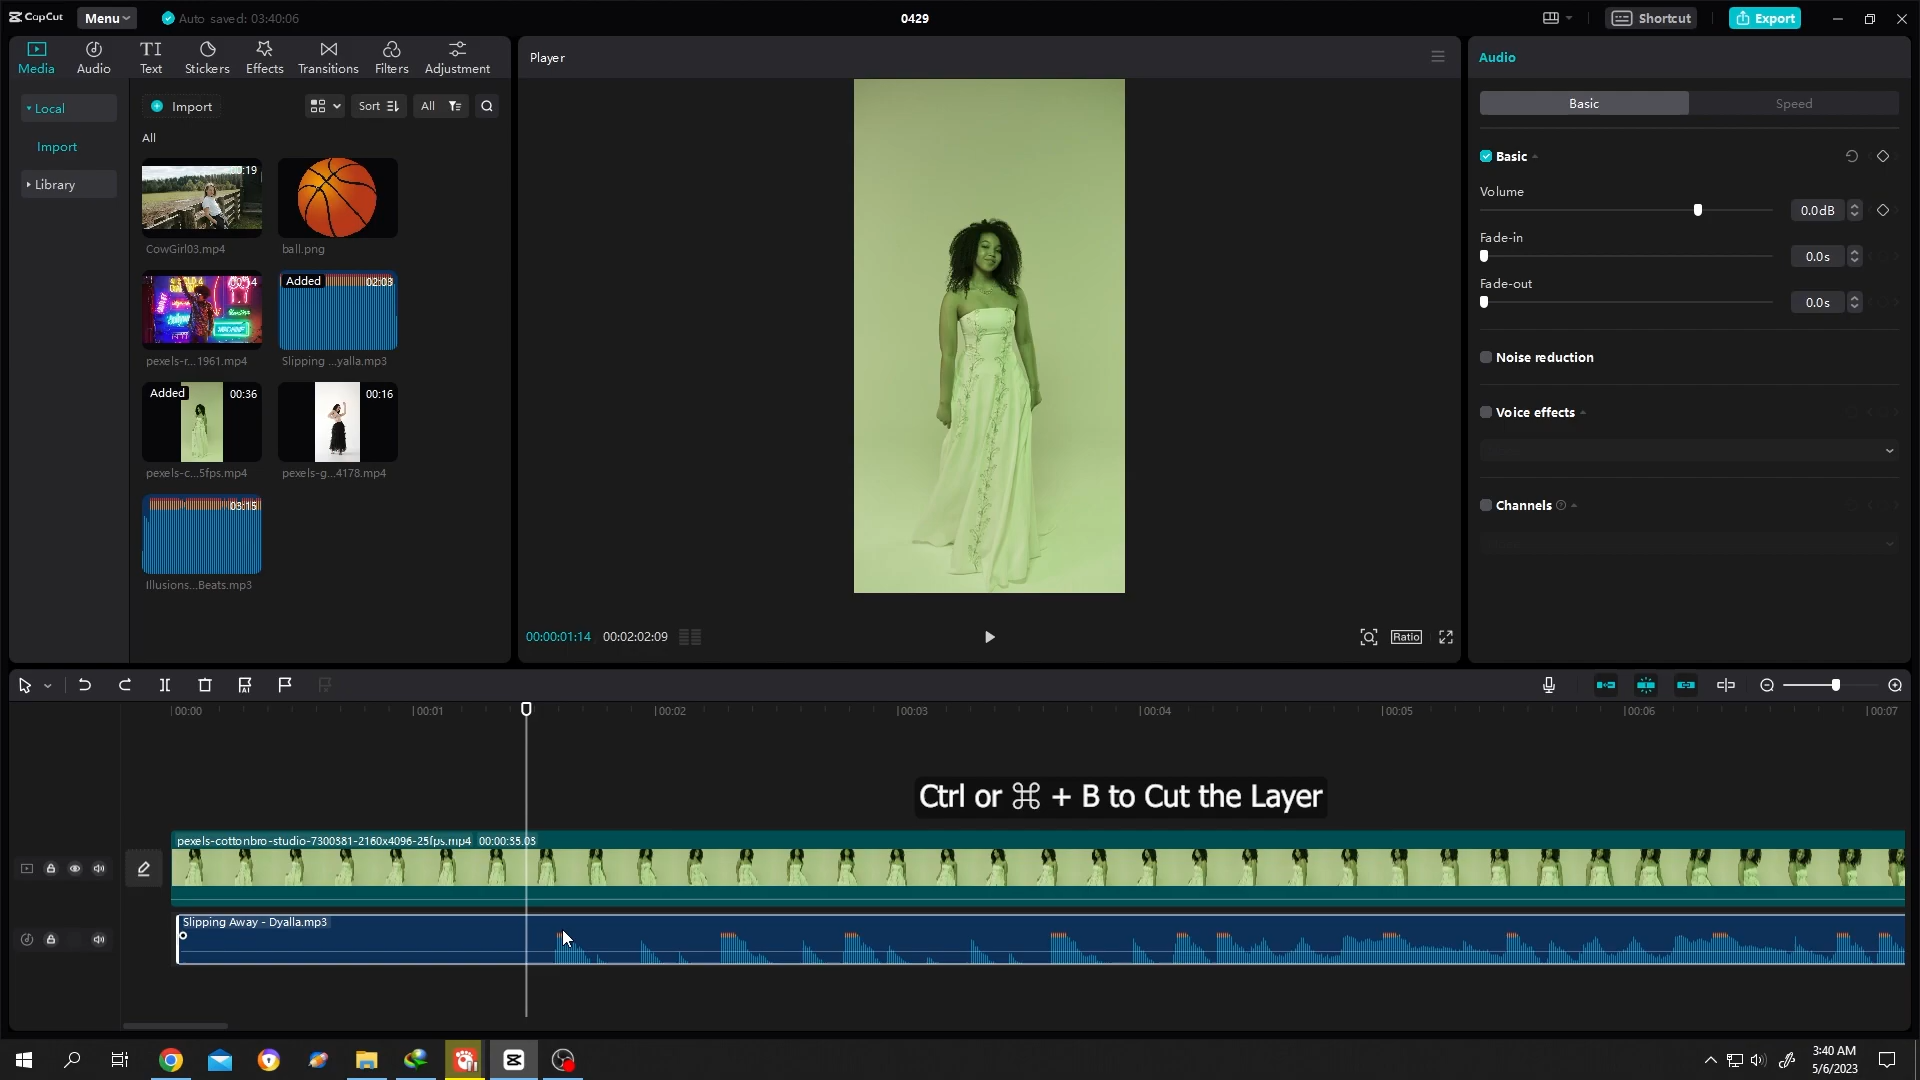 CapCut Menu Auto saved: 03:40:06 0429 Shortcut Export
Media Audio Text Stickers Effects Transitions Filters Adjustment
Local
Import
Library
Import Sort All
All
00:19
CowGirl03.mp4 ball.png
Added 02:03
pexels-r...1961.mp4 Slipping ...yalla.mp3
Added 00:36 00:16
pexels-c...5fps.mp4 pexels-g...4178.mp4
03:15
Illusions...Beats.mp3
Player
00:00:01:14 00:02:02:09 Ratio
Audio
Basic Speed
Basic
Volume
0.0dB
Fade-in
0.0s
Fade-out
0.0s
Noise reduction
Voice effects
Channels
00:00 00:01 00:02 00:03 00:04 00:05 00:06 00:07
Ctrl or ⌘ + B to Cut the Layer
pexels-cottonbro-studio-7300381-2160x4096-25fps.mp4 00:00:35:03
Slipping Away - Dyalla.mp3
3:40 AM
5/6/2023